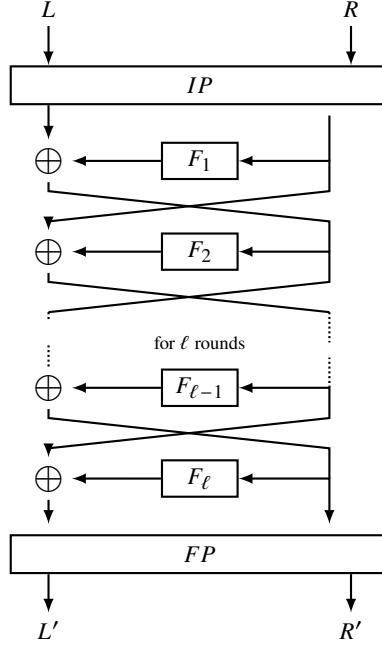 L R
IP
F₁
F₂
for ℓ rounds
Fℓ₋₁
Fℓ
FP
L′ R′